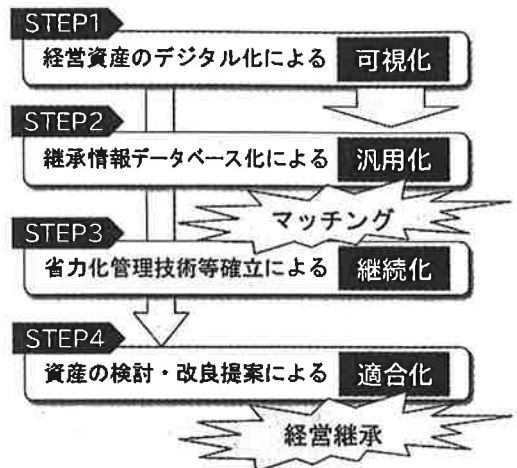 STEP1
経営資産のデジタル化による 可視化
STEP2
継承情報データベース化による 汎用化
マッチング
STEP3
省力化管理技術等確立による 継続化
STEP4
資産の検討・改良提案による 適合化
経営継承